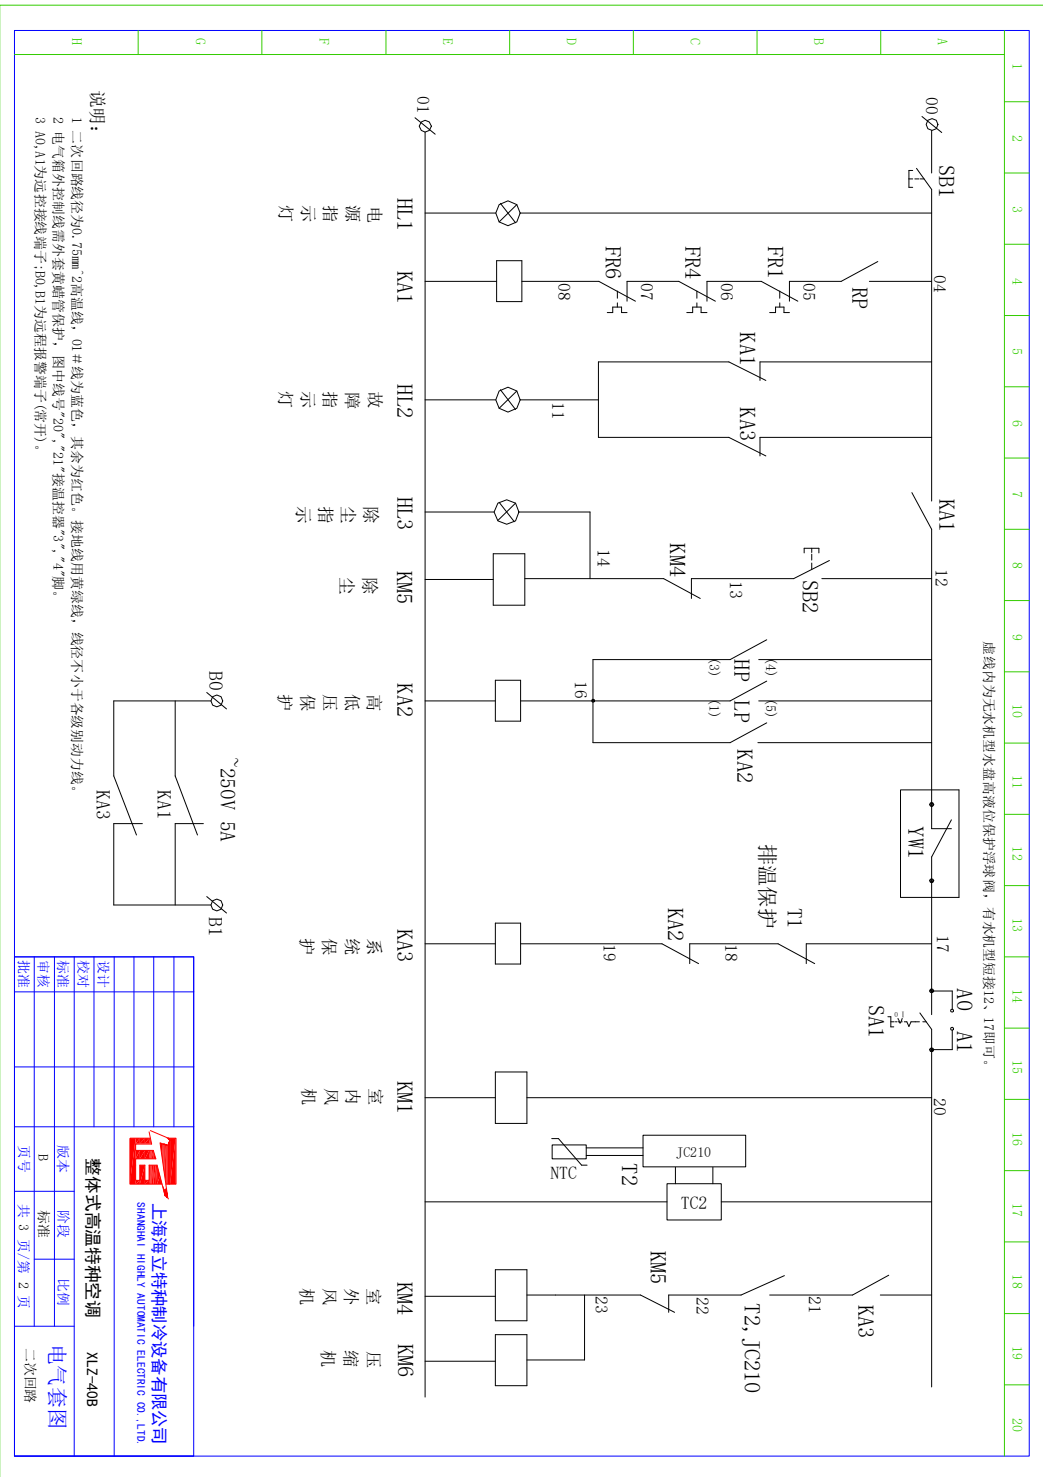 1 2 3 4 5 6 7 8 9 10 11 12 13 14 15 16 17 18 19 20
A
B
C
D
E
F
G
H
虚线内为无水机型水盘高液位保护浮球阀，有水机型短接12、17即可。
00
SB1
04
KA1
12
YW1
17
A0
A1
SA1
20
RP
05
FR1
06
FR4
07
FR6
08
KA1
KA3
11
SB2
13
KM4
14
HP
(3)
(4)
LP
(1)
(5)
KA2
16
T1
排温保护
18
KA2
19
JC210
T2
NTC
TC2
KA3
21
T2, JC210
22
KM5
23
01
HL1
电源指示灯
KA1
HL2
故障指示灯
HL3
除尘指示
KM5
除尘
KA2
高低压保护
KA3
系统保护
KM1
室内风机
KM4
室外风机
KM6
压缩机
B0
B1
~250V 5A
KA1
KA3
说明：
1 二次回路线径为0.75mm^2高温线，01#线为蓝色，其余为红色。接地线用黄绿线，线径不小于各级别动力线。
2 电气箱外控制线需外套黄蜡管保护，图中线号"20"，"21"接温控器"3"，"4"脚。
3 A0,A1为远控接线端子;B0,B1为远程报警端子(常开)。
设计
校对
标准
审核
批准
上海海立特种制冷设备有限公司
SHANGHAI HIGHLY AUTOMATIC ELECTRIC CO.,LTD.
整体式高温特种空调 XLZ-40B
版本 阶段 比例
B 标准
页号 共 3 页/第 2 页
电气套图
二次回路